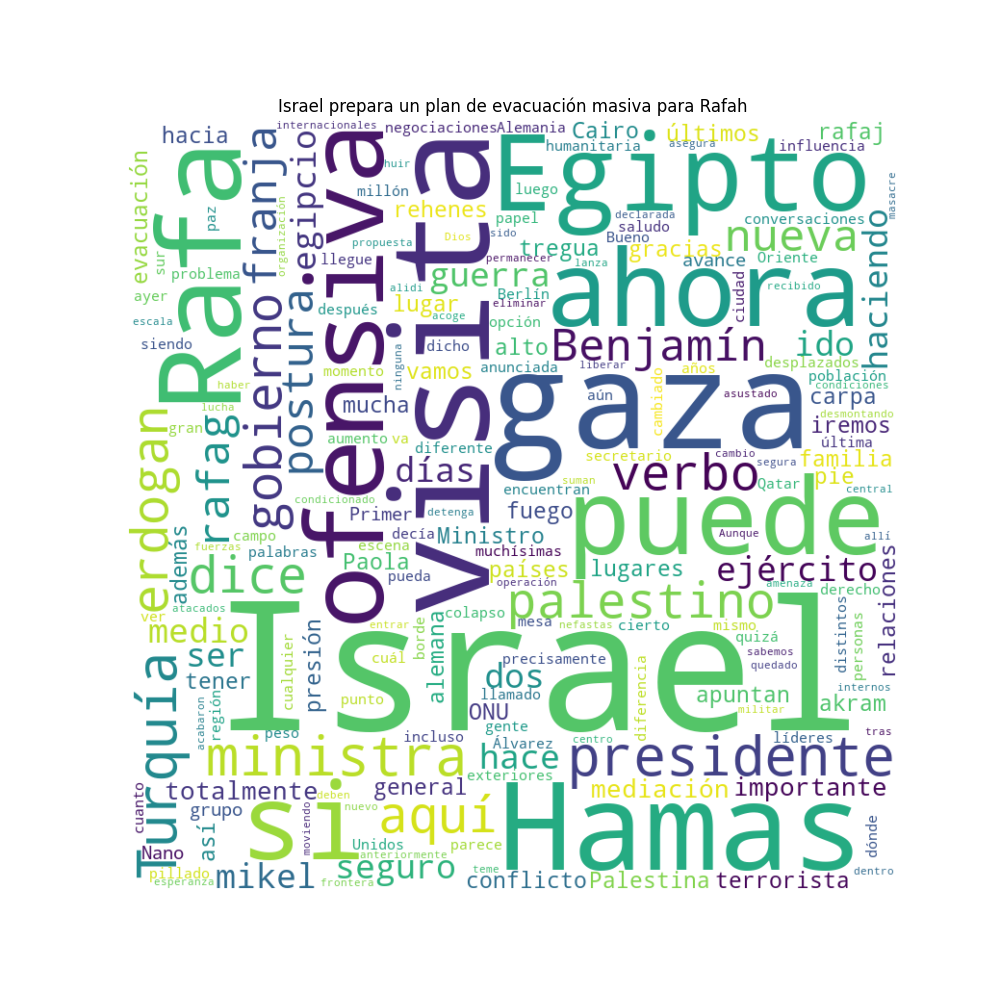 Israel prepara un plan de evacuación masiva para Rafah
internacionales
negociaciones
Alemania
Cairo
últimos
rafaj
hacia
humanitaria
asegura
influencia
evacuación
Rafa
franja
egipcio
ofensiva
visita
Egipto
huir
millón
luego
masacre
paz
organización
rehenes
papel
declarada
saludo
conversaciones
sur
problema
propuesta
Dios
sido
Bueno
nueva
haciendo
llegue
permanecer
tregua
gracias
avance
Oriente
ayer
gobierno
postura
guerra
lanza
ahora
ciudad
recibido
alidi
Berlín
después
lugar
eliminar
escala
acoge
opción
siendo
dicho
alto
Benjamín
ido
ninguna
anunciada
liberar
desplazados
momento
vamos
gaza
años
población
condiciones
haber
aún
cambiado
asustado
carpa
mucha
lucha
desmontando
gran
rafag
iremos
erdogan
aumento
va
última
diferente
secretario
cambio
familia
días
verbo
segura
pie
suman
Qatar
central
encuentran
condicionado
Primer
detenga
fuego
puede
campo
decía
Ministro
Aunque
allí
además
fuerzas
palabras
escena
muchísimas
Paola
países
lugares
ejército
relaciones
dice
pueda
operación
amenaza
derecho
ver
atacados
palestino
colapso
Israel
medio
entrar
borde
mesa
nefastas
cierto
mismo
distintos
personas
alemana
quizá
ser
cualquier
presión
cuál
precisamente
sabemos
quedado
tener
dos
diferencia
internos
región
punto
llamado
apuntan
akram
acabaron
ONU
militar
Turquía
peso
incluso
gente
Álvarez
centro
líderes
tras
ministra
hace
presidente
exteriores
totalmente
general
mediación
importante
cuanto
grupo
deben
nuevo
si
aquí
Hamas
dónde
así
moviendo
Unidos
parece
Nano
anteriormente
pillado
seguro
teme
dentro
esperanza
mikel
frontera
conflicto
Palestina
terrorista